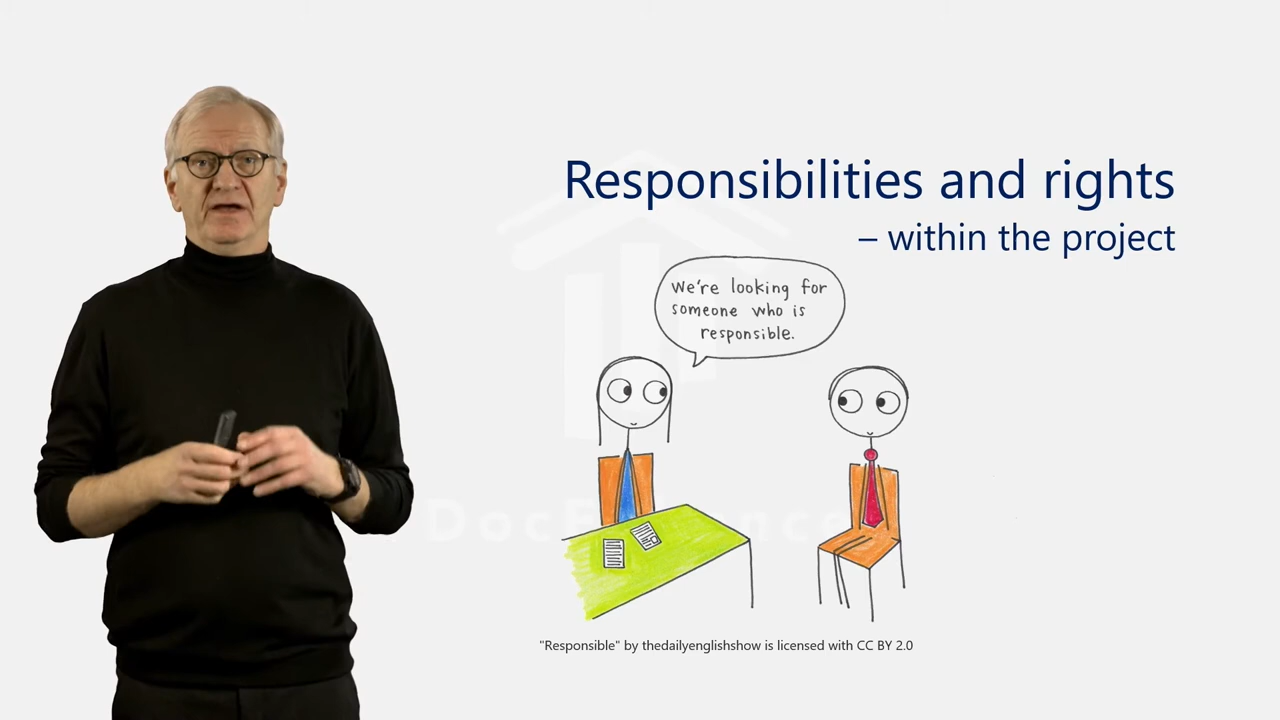 Responsibilities and rights
– within the project
We're looking for
someone who is
responsible.
"Responsible" by thedailyenglishshow is licensed with CC BY 2.0